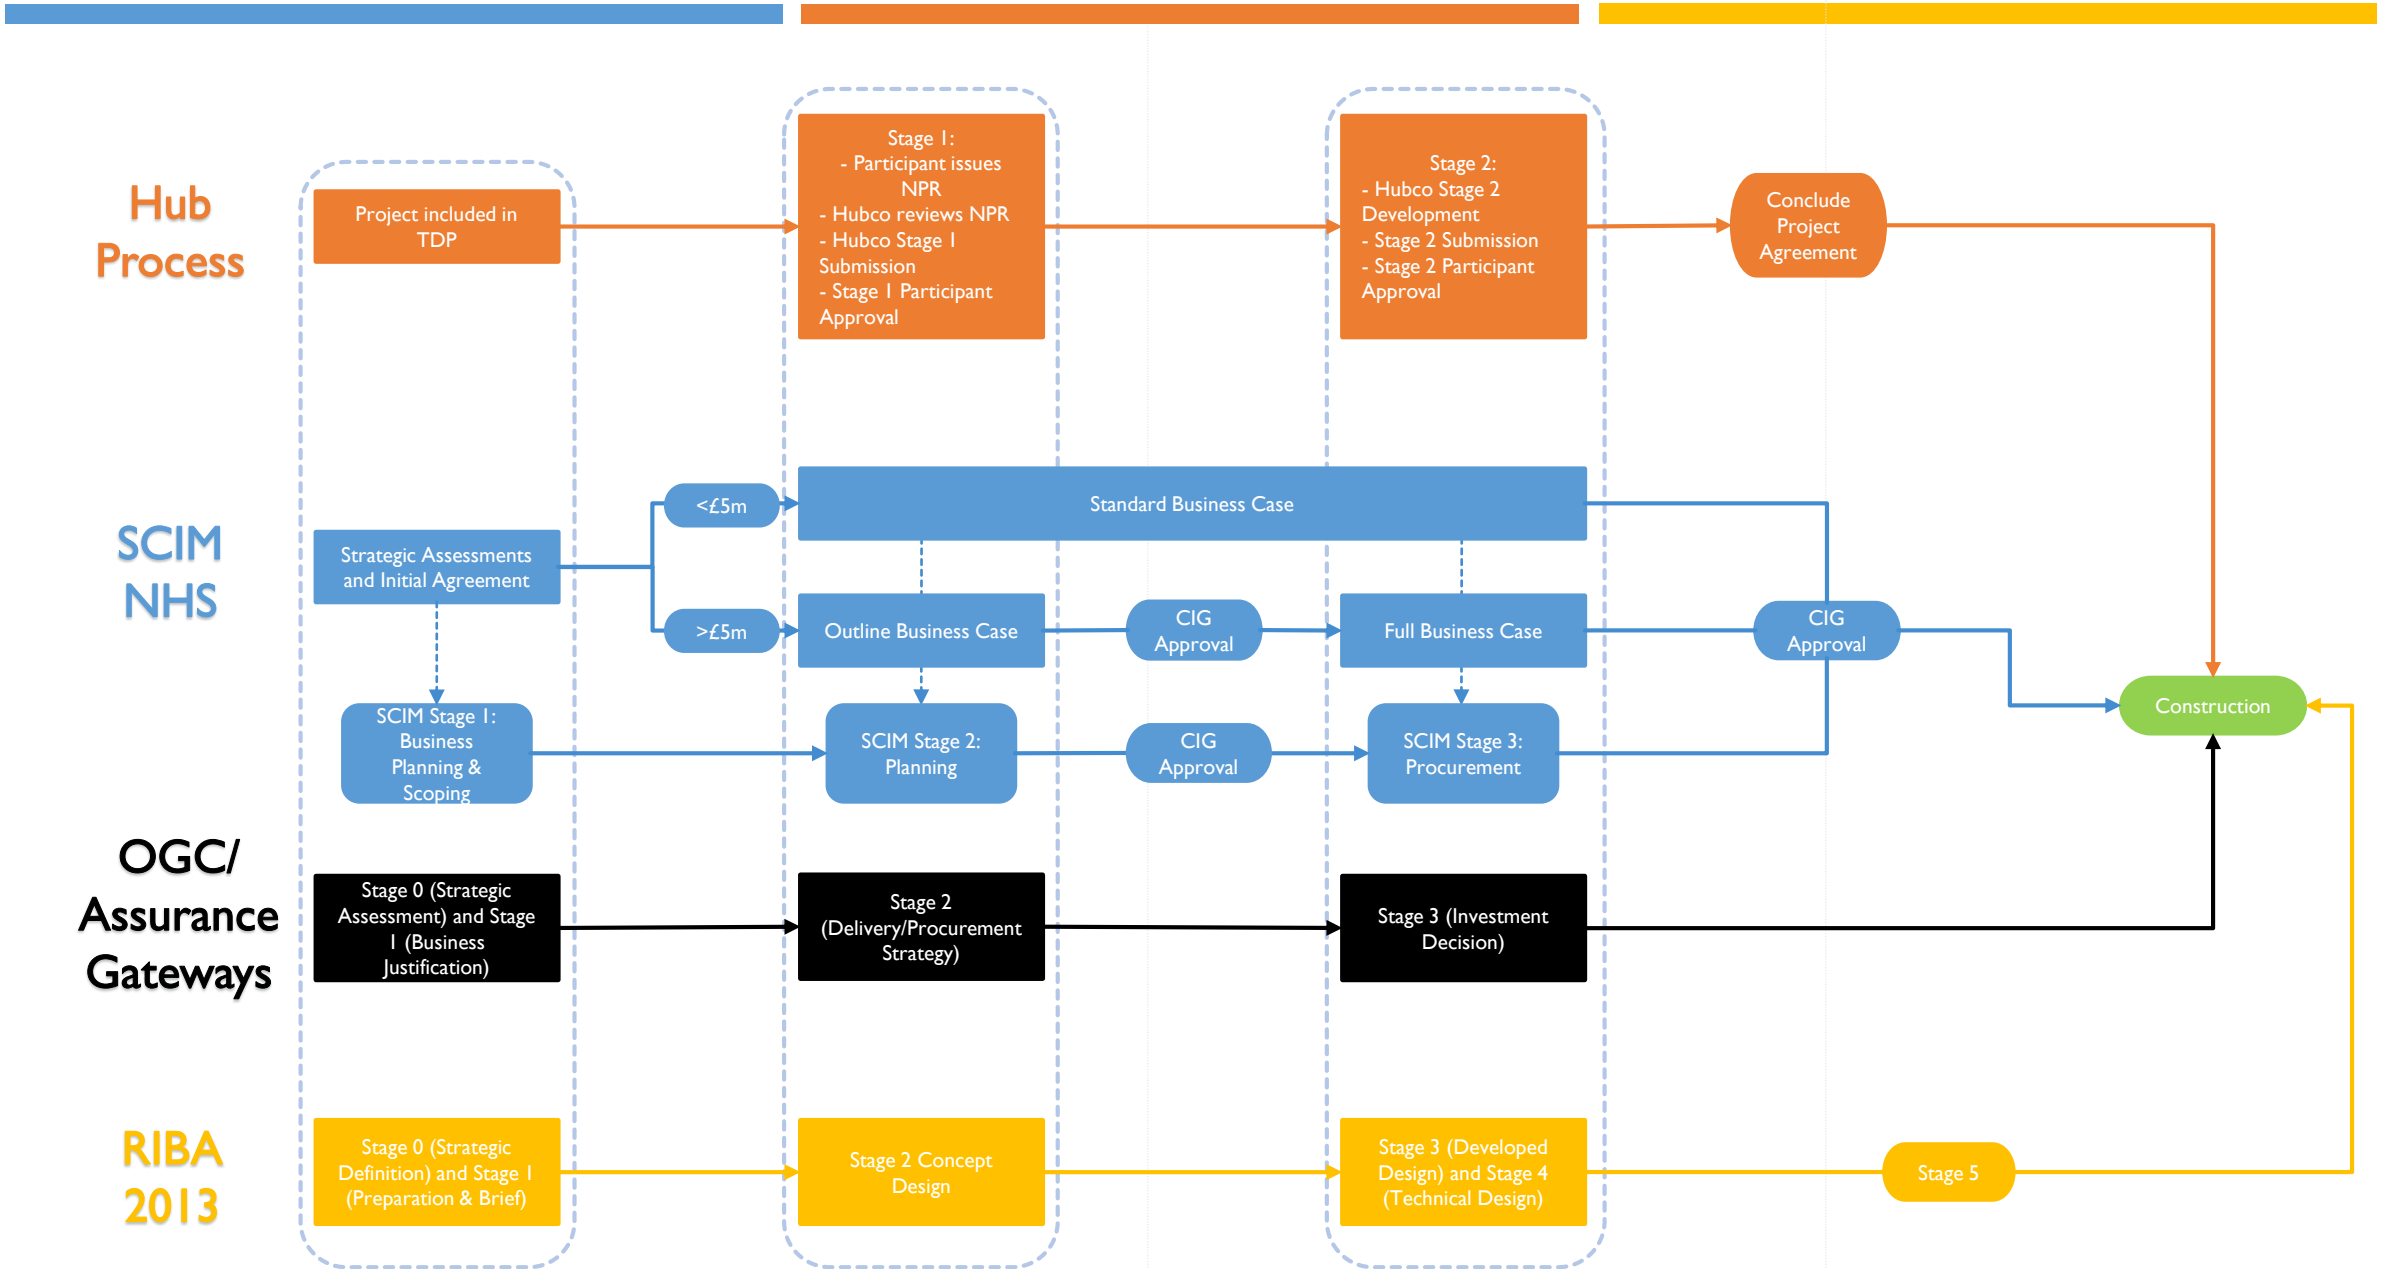 Hub
Process
Project included in
TDP
Stage 1:
- Participant issues
NPR
- Hubco reviews NPR
- Hubco Stage 1
Submission
- Stage 1 Participant
Approval
Stage 2:
- Hubco Stage 2
Development
- Stage 2 Submission
- Stage 2 Participant
Approval
Conclude
Project
Agreement
SCIM
NHS
Strategic Assessments
and Initial Agreement
<£5m
>£5m
Standard Business Case
Outline Business Case
CIG
Approval
Full Business Case
CIG
Approval
SCIM Stage 1:
Business
Planning &
Scoping
SCIM Stage 2:
Planning
CIG
Approval
SCIM Stage 3:
Procurement
Construction
OGC/
Assurance
Gateways
Stage 0 (Strategic
Assessment) and Stage
1 (Business
Justification)
Stage 2
(Delivery/Procurement
Strategy)
Stage 3 (Investment
Decision)
RIBA
2013
Stage 0 (Strategic
Definition) and Stage 1
(Preparation & Brief)
Stage 2 Concept
Design
Stage 3 (Developed
Design) and Stage 4
(Technical Design)
Stage 5